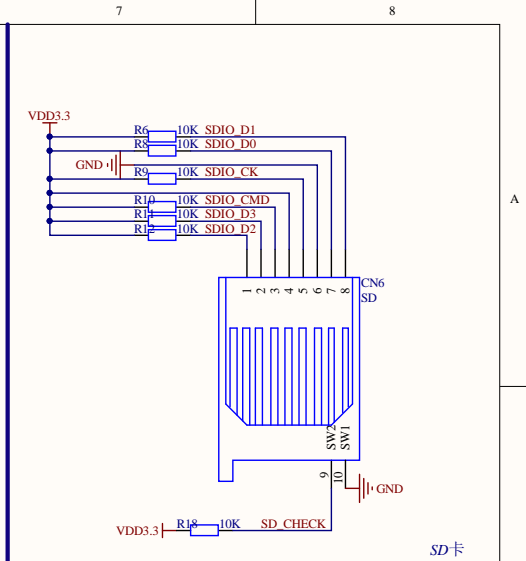 7 8
VDD3.3
R6 10K SDIO_D1
R8 10K SDIO_D0
GND
R9 10K SDIO_CK
A
R10 10K SDIO_CMD
R11 10K SDIO_D3
R12 10K SDIO_D2
CN6
SD
1 2 3 4 5 6 7 8
SW2 SW1
9 10
GND
VDD3.3 R18 10K SD_CHECK
SD卡